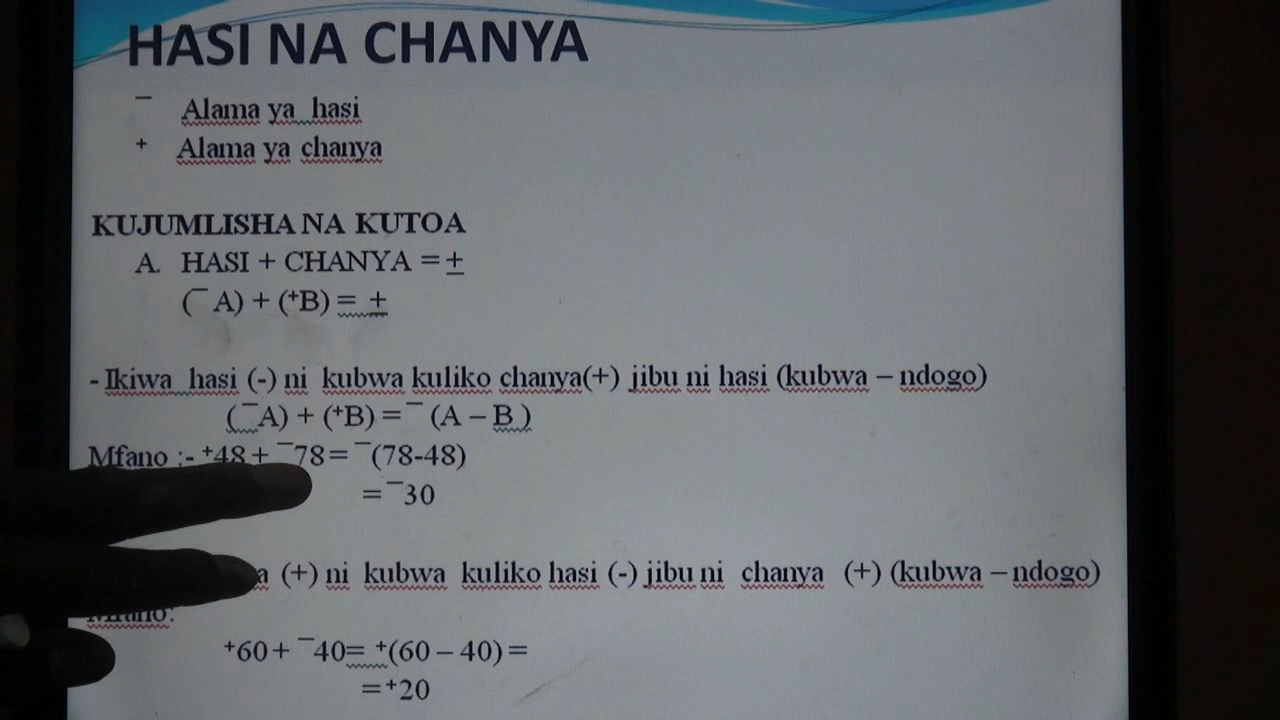 HASI NA CHANYA
¯ Alama ya hasi
⁺ Alama ya chanya
KUJUMLISHA NA KUTOA
A. HASI + CHANYA = ±
(¯A) + (⁺B) = ±
- Ikiwa hasi (-) ni kubwa kuliko chanya(+) jibu ni hasi (kubwa – ndogo)
(¯A) + (⁺B) = ¯(A – B )
Mfano :- ⁺48 + ¯78= ¯(78-48)
= ¯30
(+) ni kubwa kuliko hasi (-) jibu ni chanya (+) (kubwa – ndogo)
Mfano:
⁺60 + ¯40= ⁺(60 – 40) =
= ⁺20